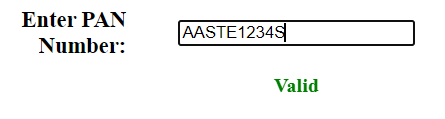 Enter PAN
Number:
AASTE1234S
Valid